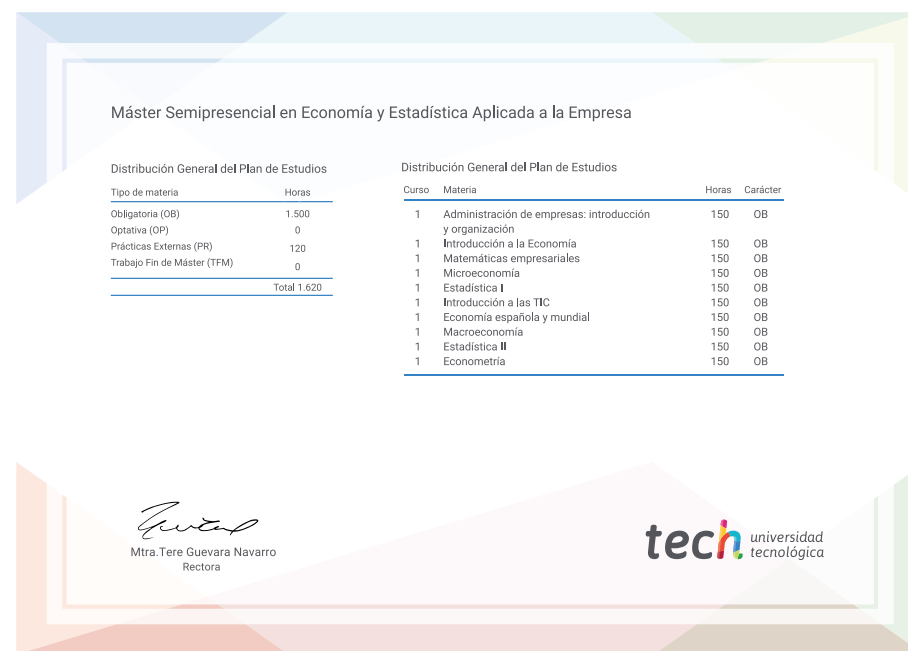 Máster Semipresencial en Economía y Estadística Aplicada a la Empresa
Distribución General del Plan de Estudios
Tipo de materia Horas
Obligatoria (OB) 1.500
Optativa (OP) 0
Prácticas Externas (PR) 120
Trabajo Fin de Máster (TFM) 0
Total 1.620
Distribución General del Plan de Estudios
Curso Materia Horas Carácter
1 Administración de empresas: introducción 150 OB
y organización
1 Introducción a la Economía 150 OB
1 Matemáticas empresariales 150 OB
1 Microeconomía 150 OB
1 Estadística I 150 OB
1 Introducción a las TIC 150 OB
1 Economía española y mundial 150 OB
1 Macroeconomía 150 OB
1 Estadística II 150 OB
1 Econometría 150 OB
Mtra.Tere Guevara Navarro
Rectora
tech universidad
tecnológica